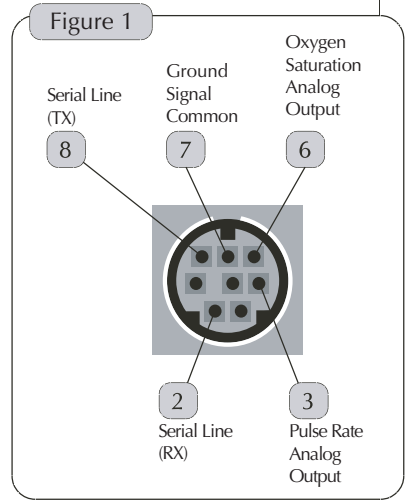 Figure 1
Serial Line
(TX)
8
Ground
Signal
Common
7
Oxygen
Saturation
Analog
Output
6
2
Serial Line
(RX)
3
Pulse Rate
Analog
Output